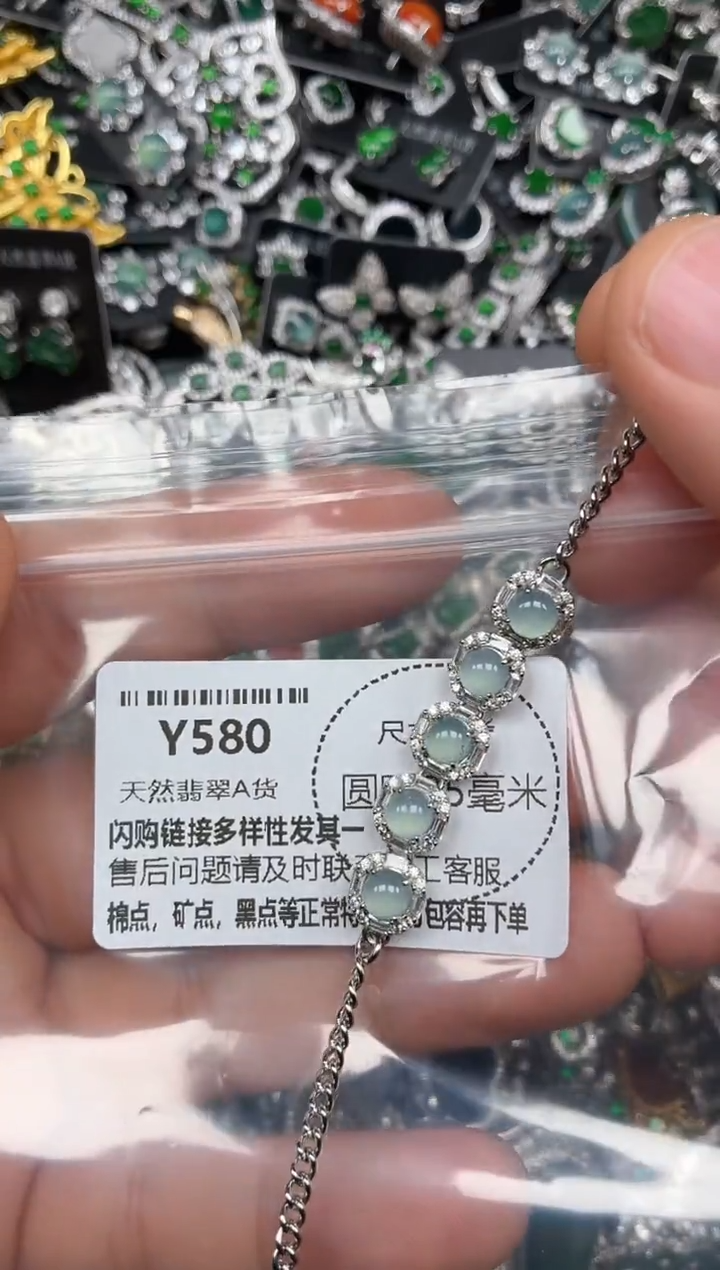 Y580
尺
天然翡翠A货
圆 5毫米
闪购链接多样性发其一
售后问题请及时联 工客服
棉点，矿点，黑点等正常特 包容再下单